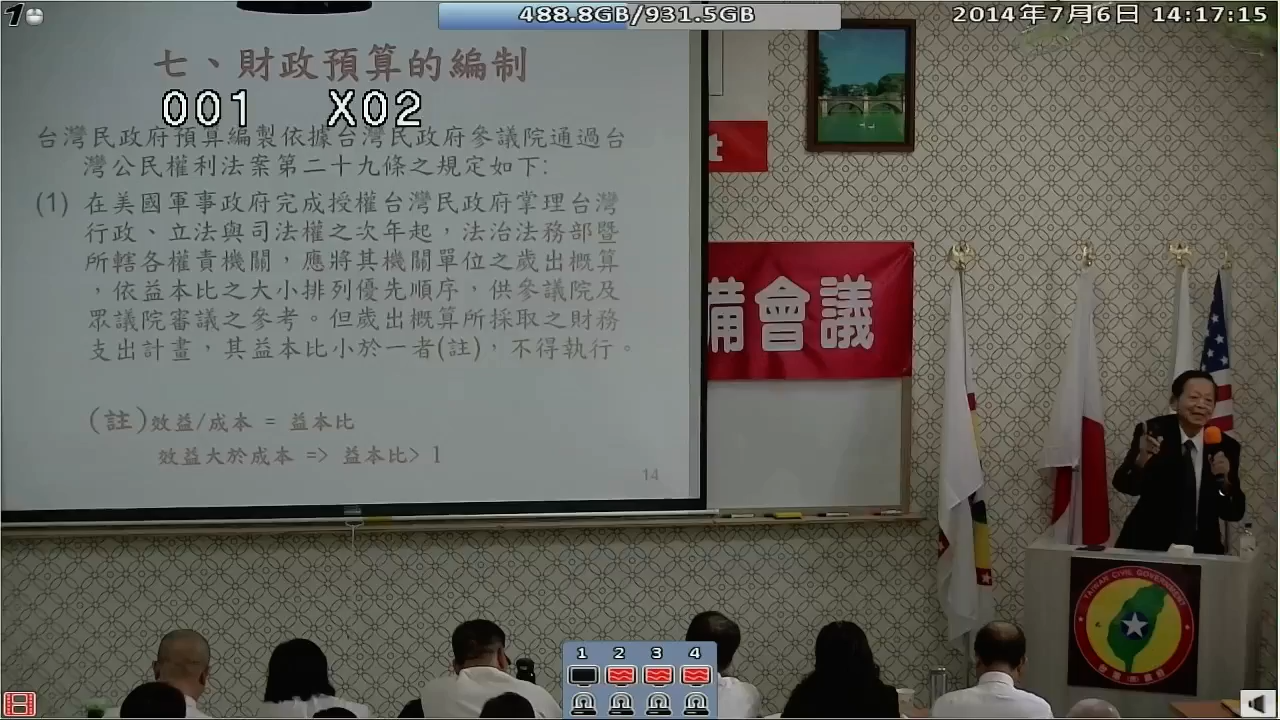 1
488.8GB/931.5GB
2014年7月6日 14:17:15
七、財政預算的編制
001 X02
台灣民政府預算編製依據台灣民政府參議院通過台
灣公民權利法案第二十九條之規定如下:
(1) 在美國軍事政府完成授權台灣民政府掌理台灣
行政、立法與司法權之次年起，法治法務部暨
所轄各權責機關，應將其機關單位之歲出概算
，依益本比之大小排列優先順序，供參議院及
眾議院審議之參考。但歲出概算所採取之財務
支出計畫，其益本比小於一者(註)，不得執行。
(註)效益/成本 = 益本比
效益大於成本 => 益本比> 1
14
t
備會議
TAIWAN CIVIL GOVERNMENT
1 2 3 4